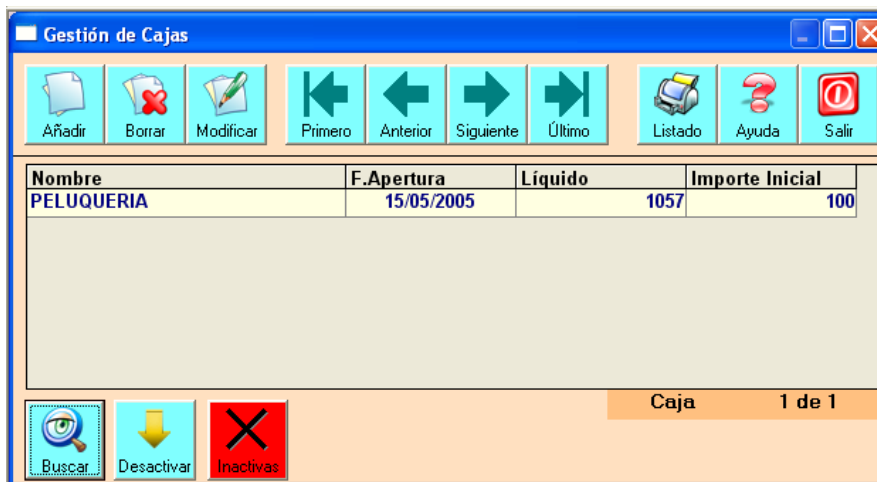 Gestión de Cajas
Añadir Borrar Modificar Primero Anterior Siguiente Último Listado Ayuda Salir
Nombre F.Apertura Líquido Importe Inicial
PELUQUERIA 15/05/2005 1057 100
Caja 1 de 1
Buscar Desactivar Inactivas